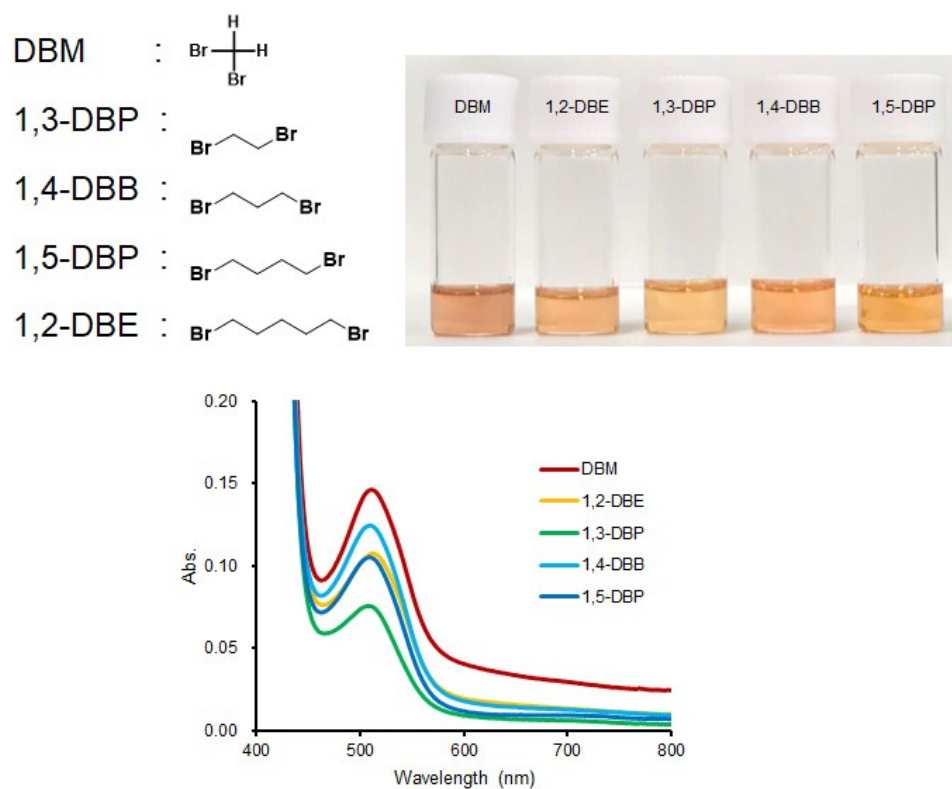 DBM :
H
Br H
Br
1,3-DBP :
Br Br
1,4-DBB :
Br Br
1,5-DBP :
Br Br
1,2-DBE :
Br Br
DBM 1,2-DBE 1,3-DBP 1,4-DBB 1,5-DBP
0.20
0.15
0.10
0.05
0.00
Abs.
400 500 600 700 800
Wavelength (nm)
DBM
1,2-DBE
1,3-DBP
1,4-DBB
1,5-DBP